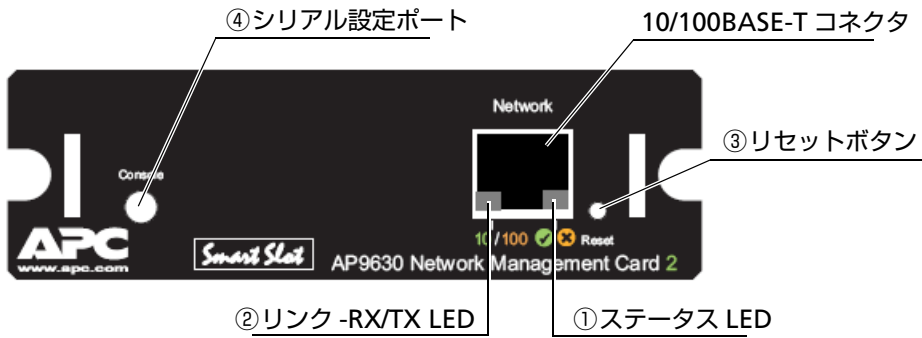 ④シリアル設定ポート
10/100BASE-T コネクタ
Network
③リセットボタン
Console
10/100 Reset
APC
www.apc.com
Smart Slot
AP9630 Network Management Card 2
②リンク -RX/TX LED
①ステータス LED